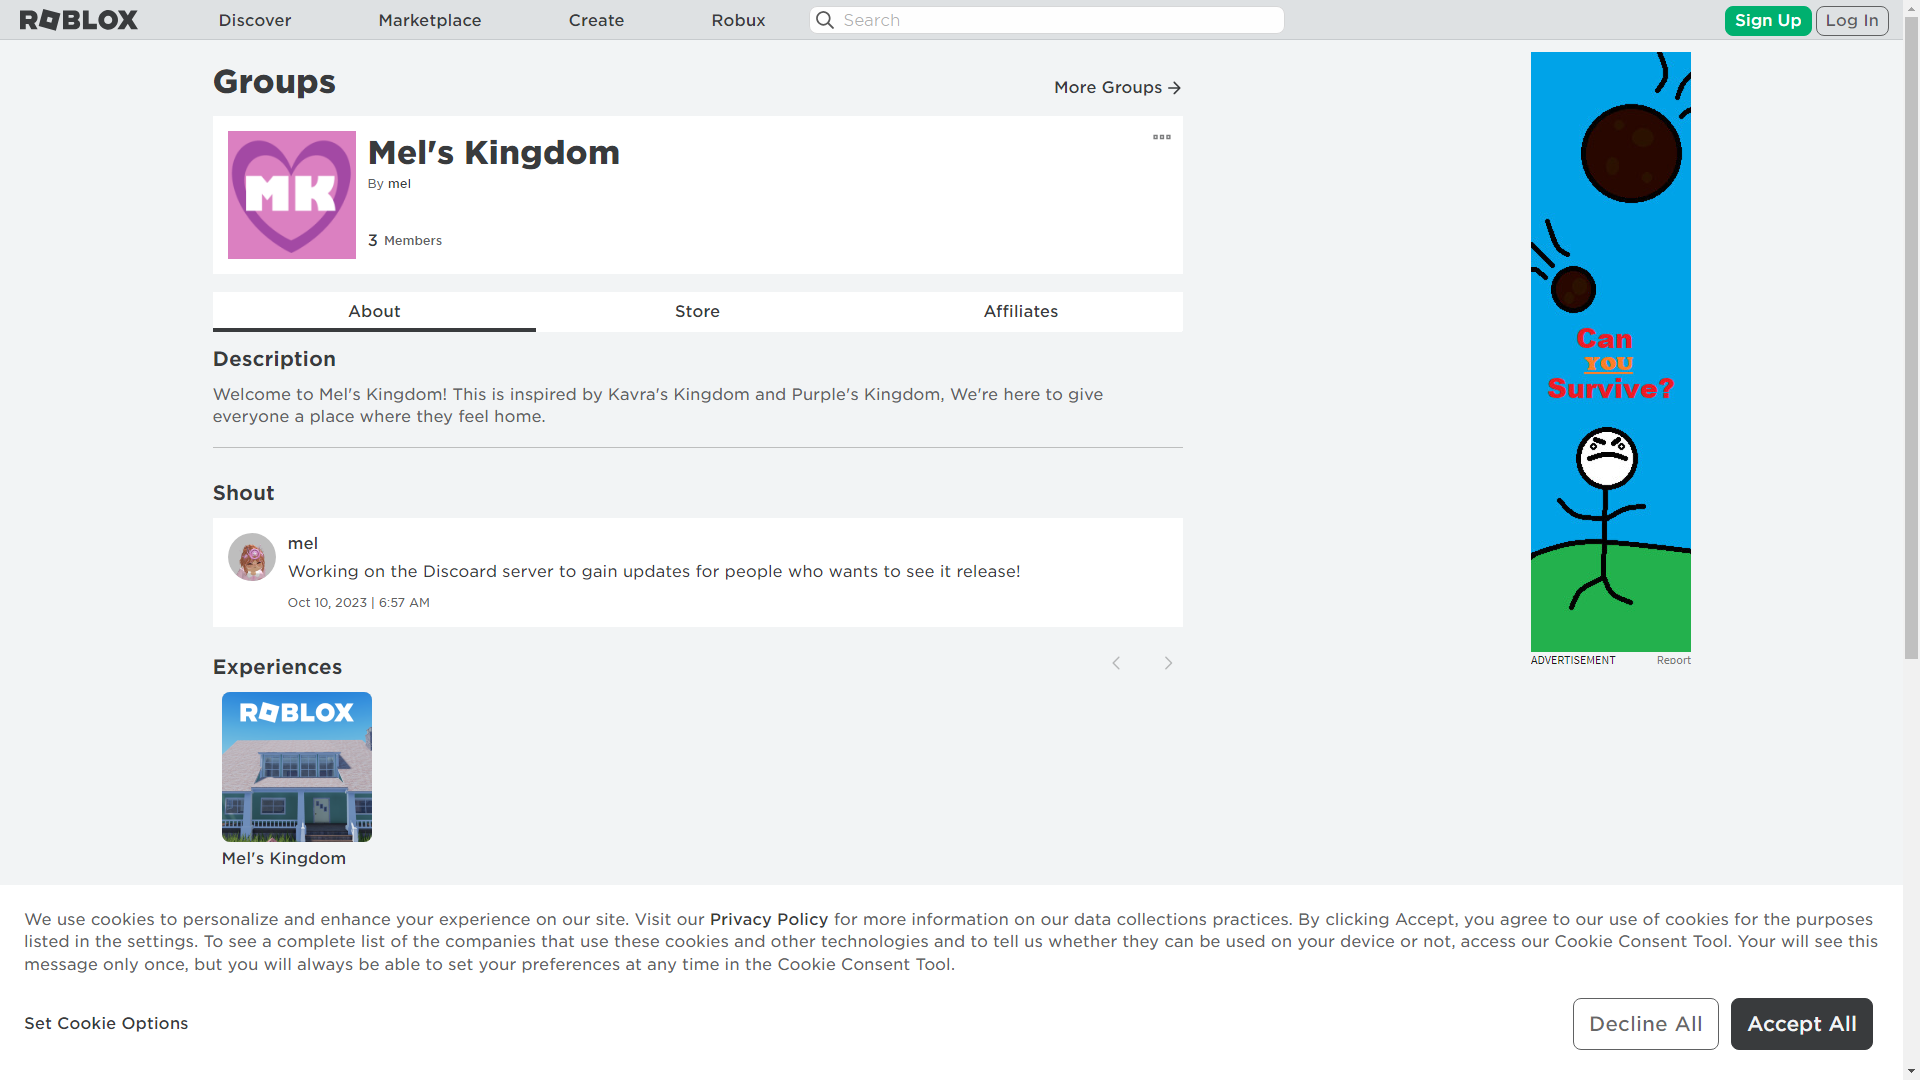 ROBLOX
Discover
Marketplace
Create
Robux
Search
Sign Up
Log In
Groups
More Groups
MK
Mel's Kingdom
By mel
3 Members
About
Store
Affiliates
Description
Welcome to Mel's Kingdom! This is inspired by Kavra's Kingdom and Purple's Kingdom, We're here to give
everyone a place where they feel home.
Shout
mel
Working on the Discoard server to gain updates for people who wants to see it release!
Oct 10, 2023 | 6:57 AM
Experiences
ROBLOX
Mel's Kingdom
Can
YOU
Survive?
ADVERTISEMENT
Report
We use cookies to personalize and enhance your experience on our site. Visit our Privacy Policy for more information on our data collections practices. By clicking Accept, you agree to our use of cookies for the purposes
listed in the settings. To see a complete list of the companies that use these cookies and other technologies and to tell us whether they can be used on your device or not, access our Cookie Consent Tool. Your will see this
message only once, but you will always be able to set your preferences at any time in the Cookie Consent Tool.
Set Cookie Options
Decline All
Accept All